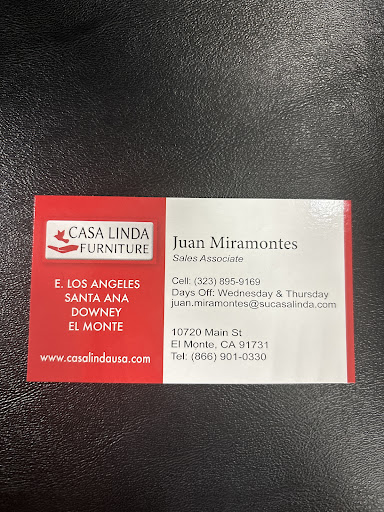 CASA LINDA
FURNITURE
E. LOS ANGELES
SANTA ANA
DOWNEY
EL MONTE
www.casalindausa.com
Juan Miramontes
Sales Associate
Cell: (323) 895-9169
Days Off: Wednesday & Thursday
juan.miramontes@sucasalinda.com
10720 Main St
El Monte, CA 91731
Tel: (866) 901-0330